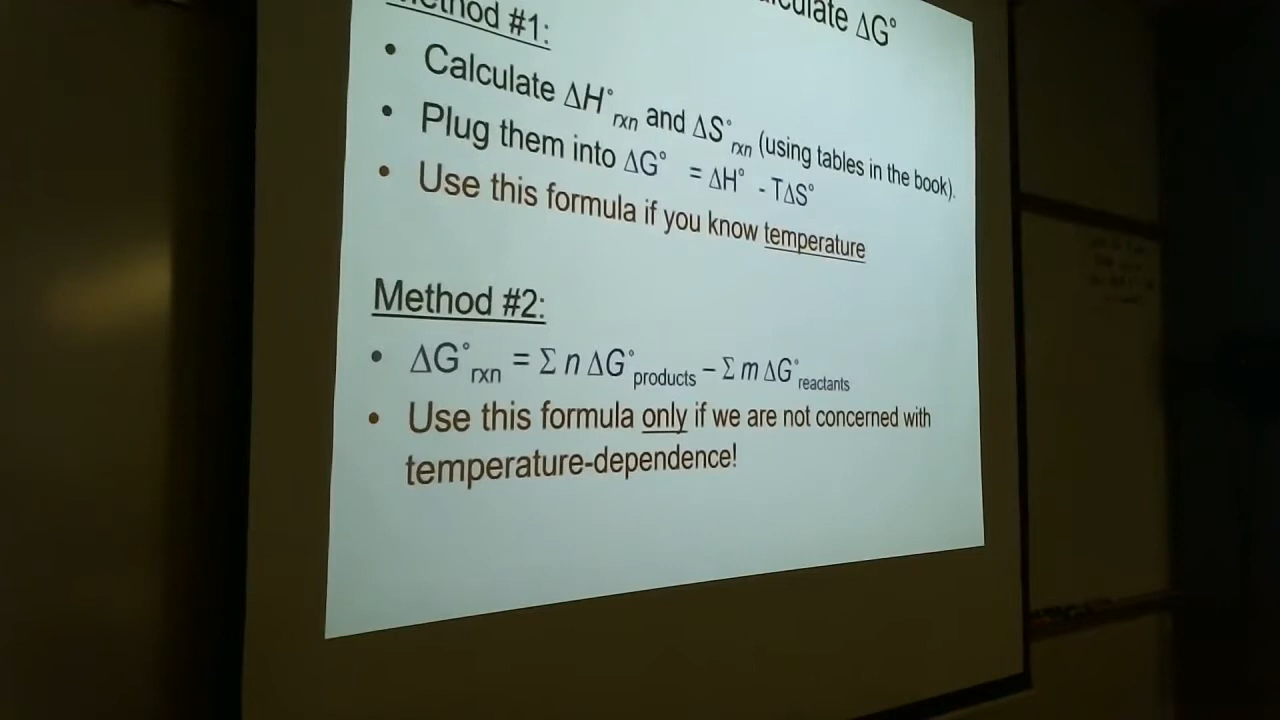 ΔG°
#1:
• Calculate ΔH°rxn and ΔS°rxn (using tables in the book).
• Plug them into ΔG° = ΔH° - TΔS°
• Use this formula if you know temperature
Method #2:
• ΔG°rxn = Σ n ΔG°products – Σ m ΔG°reactants
• Use this formula only if we are not concerned with
temperature-dependence!